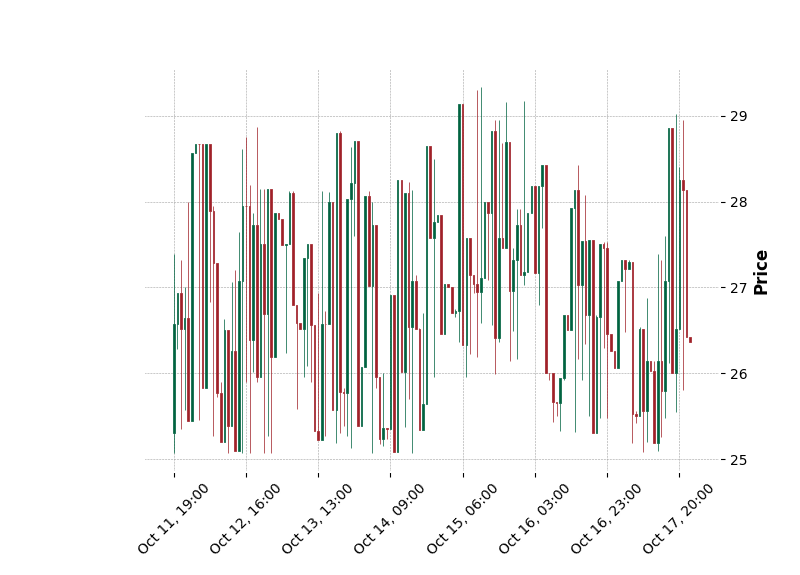 29
28
27
26
25
Price
Oct 11, 19:00
Oct 12, 16:00
Oct 13, 13:00
Oct 14, 09:00
Oct 15, 06:00
Oct 16, 03:00
Oct 16, 23:00
Oct 17, 20:00